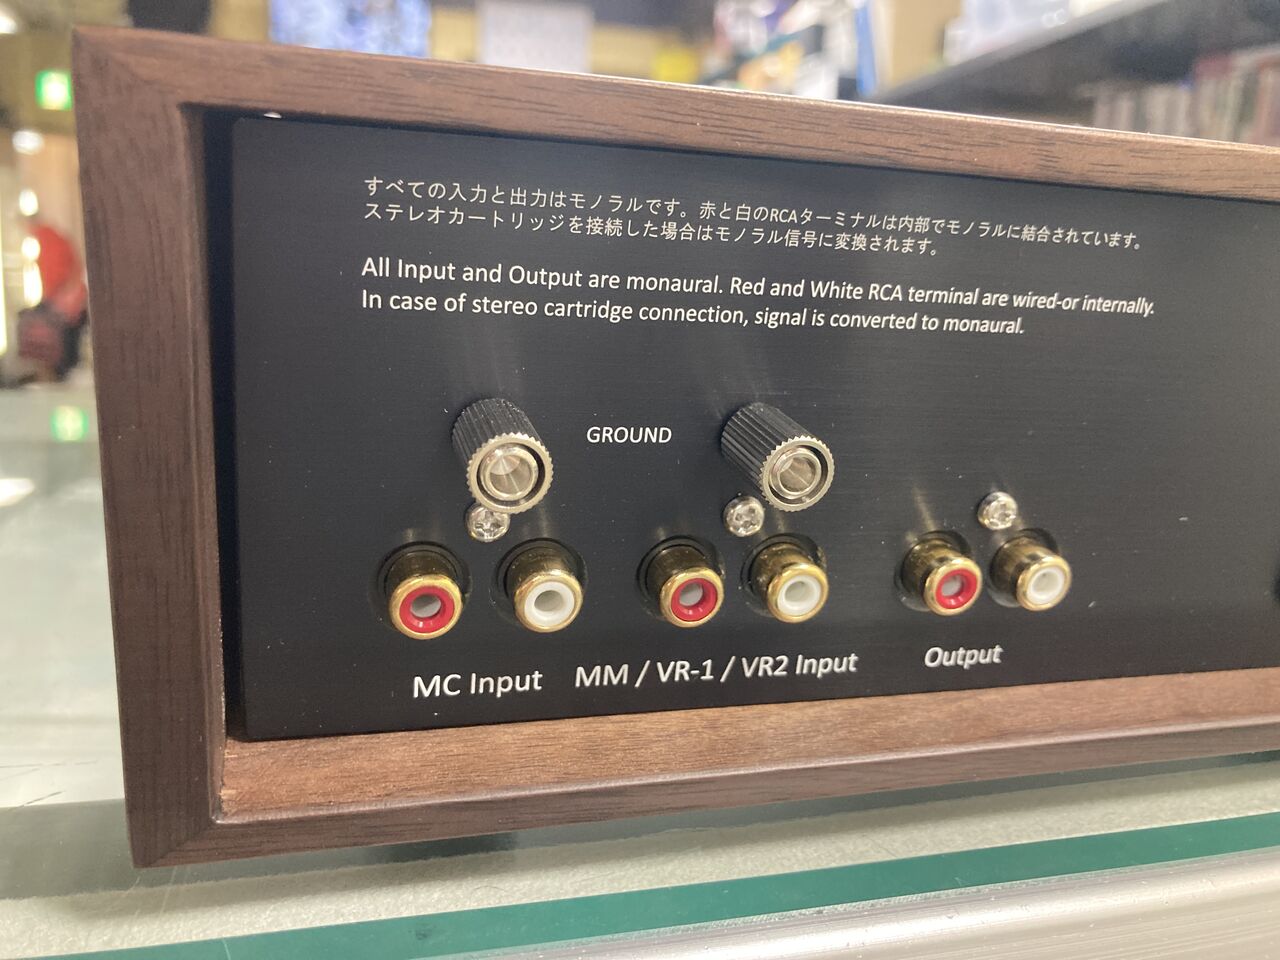 すべての入力と出力はモノラルです。赤と白のRCAターミナルは内部でモノラルに結合されています。
ステレオカートリッジを接続した場合はモノラル信号に変換されます。
All Input and Output are monaural. Red and White RCA terminal are wired-or internally.
In case of stereo cartridge connection, signal is converted to monaural.
GROUND
MC Input
MM / VR-1 / VR2 Input
Output